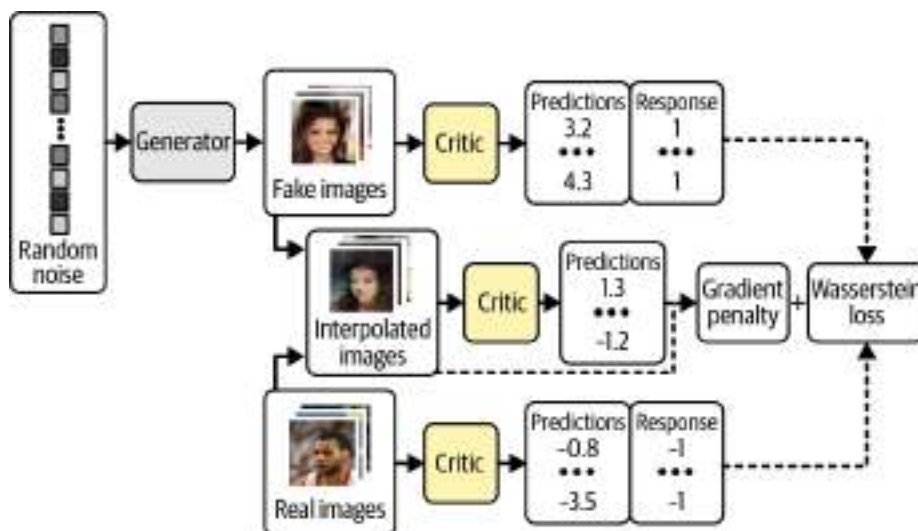 Random
noise
Generator
Fake images
Critic
Predictions
3.2
•••
4.3
Response
1
•••
1
Interpolated
images
Critic
Predictions
1.3
•••
–1.2
Gradient
penalty
+
Wasserstein
loss
Real images
Critic
Predictions
–0.8
•••
–3.5
Response
–1
•••
–1